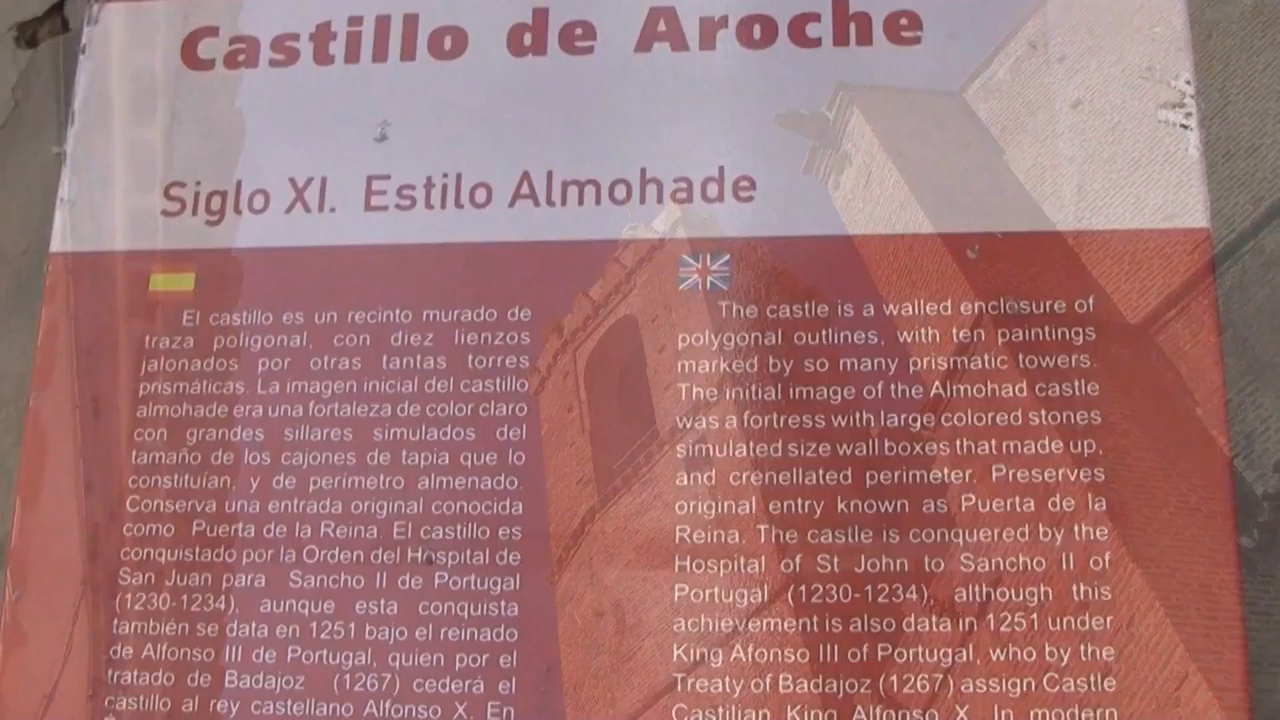 Castillo de Aroche
Siglo XI. Estilo Almohade
El castillo es un recinto murado de
traza poligonal, con diez lienzos
jalonados por otras tantas torres
prismáticas. La imagen inicial del castillo
almohade era una fortaleza de color claro
con grandes sillares simulados del
tamaño de los cajones de tapia que lo
constituían, y de perimetro almenado.
Conserva una entrada original conocida
como Puerta de la Reina. El castillo es
conquistado por la Orden del Hospital de
San Juan para Sancho II de Portugal
(1230-1234), aunque esta conquista
también se data en 1251 bajo el reinado
de Alfonso III de Portugal, quien por el
tratado de Badajoz (1267) cederá el
castillo al rey castellano Alfonso X. En
The castle is a walled enclosure of
polygonal outlines, with ten paintings
marked by so many prismatic towers.
The initial image of the Almohad castle
was a fortress with large colored stones
simulated size wall boxes that made up,
and crenellated perimeter. Preserves
original entry known as Puerta de la
Reina. The castle is conquered by the
Hospital of St John to Sancho II of
Portugal (1230-1234), although this
achievement is also data in 1251 under
King Afonso III of Portugal, who by the
Treaty of Badajoz (1267) assign Castle
Castilian King Alfonso X. In modern